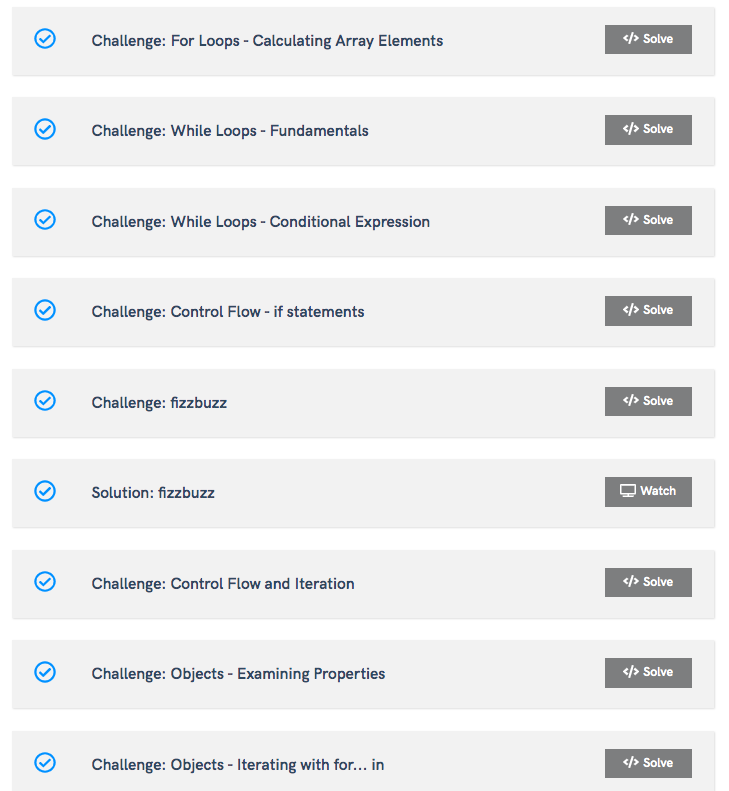 Challenge: For Loops - Calculating Array Elements
</> Solve
Challenge: While Loops - Fundamentals
</> Solve
Challenge: While Loops - Conditional Expression
</> Solve
Challenge: Control Flow - if statements
</> Solve
Challenge: fizzbuzz
</> Solve
Solution: fizzbuzz
Watch
Challenge: Control Flow and Iteration
</> Solve
Challenge: Objects - Examining Properties
</> Solve
Challenge: Objects - Iterating with for... in
</> Solve